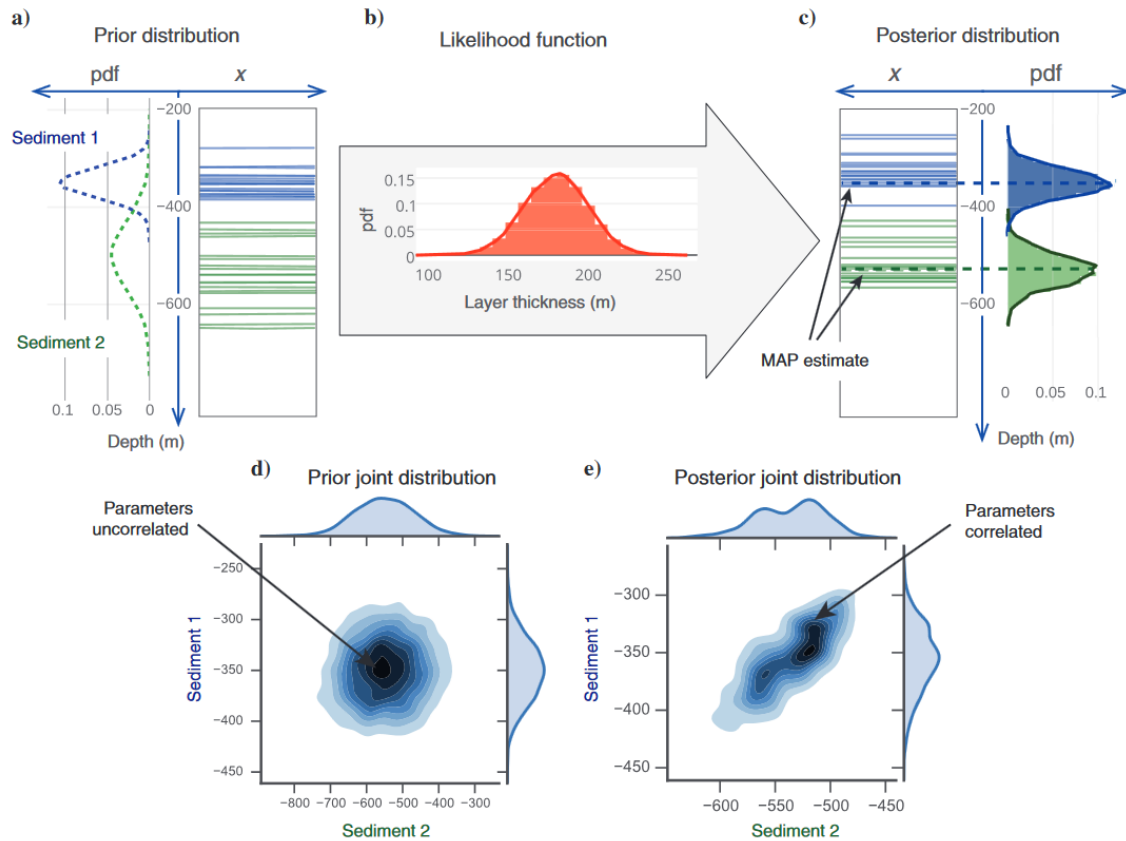 a)
Prior distribution
pdf
x
−200
Sediment 1
−400
−600
Sediment 2
0.1
0.05
0
Depth (m)
b)
Likelihood function
pdf
0.15
0.1
0.05
0
100
150
200
250
Layer thickness (m)
c)
Posterior distribution
x
pdf
−200
−400
−600
MAP estimate
0
0.05
0.1
Depth (m)
d)
Prior joint distribution
Parameters
uncorrelated
−250
−300
−350
−400
−450
Sediment 1
−800
−700
−600
−500
−400
−300
Sediment 2
e)
Posterior joint distribution
Parameters
correlated
−300
−350
−400
−450
Sediment 1
−600
−550
−500
−450
Sediment 2